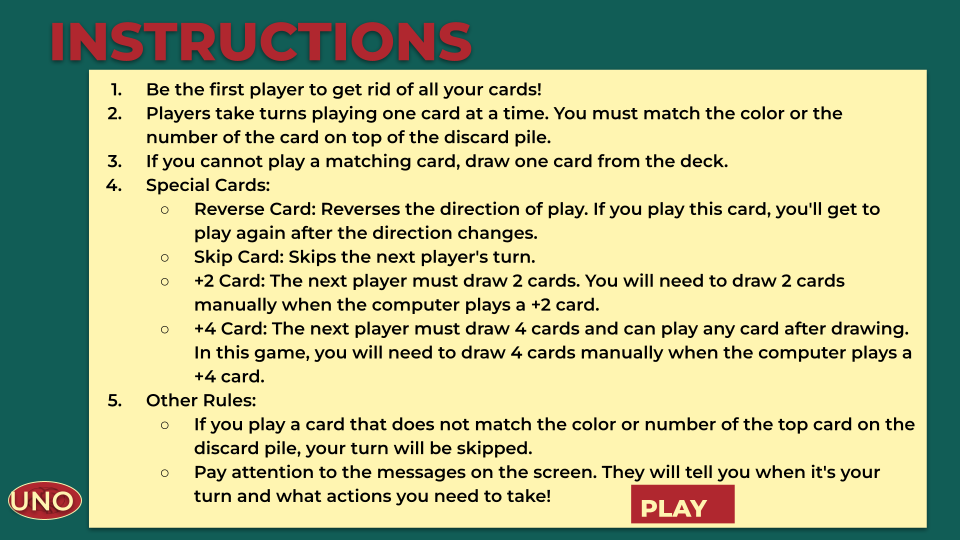 INSTRUCTIONS
1. Be the first player to get rid of all your cards!
2. Players take turns playing one card at a time. You must match the color or the
number of the card on top of the discard pile.
3. If you cannot play a matching card, draw one card from the deck.
4. Special Cards:
○ Reverse Card: Reverses the direction of play. If you play this card, you'll get to
play again after the direction changes.
○ Skip Card: Skips the next player's turn.
○ +2 Card: The next player must draw 2 cards. You will need to draw 2 cards
manually when the computer plays a +2 card.
○ +4 Card: The next player must draw 4 cards and can play any card after drawing.
In this game, you will need to draw 4 cards manually when the computer plays a
+4 card.
5. Other Rules:
○ If you play a card that does not match the color or number of the top card on the
discard pile, your turn will be skipped.
○ Pay attention to the messages on the screen. They will tell you when it's your
turn and what actions you need to take!
UNO
PLAY